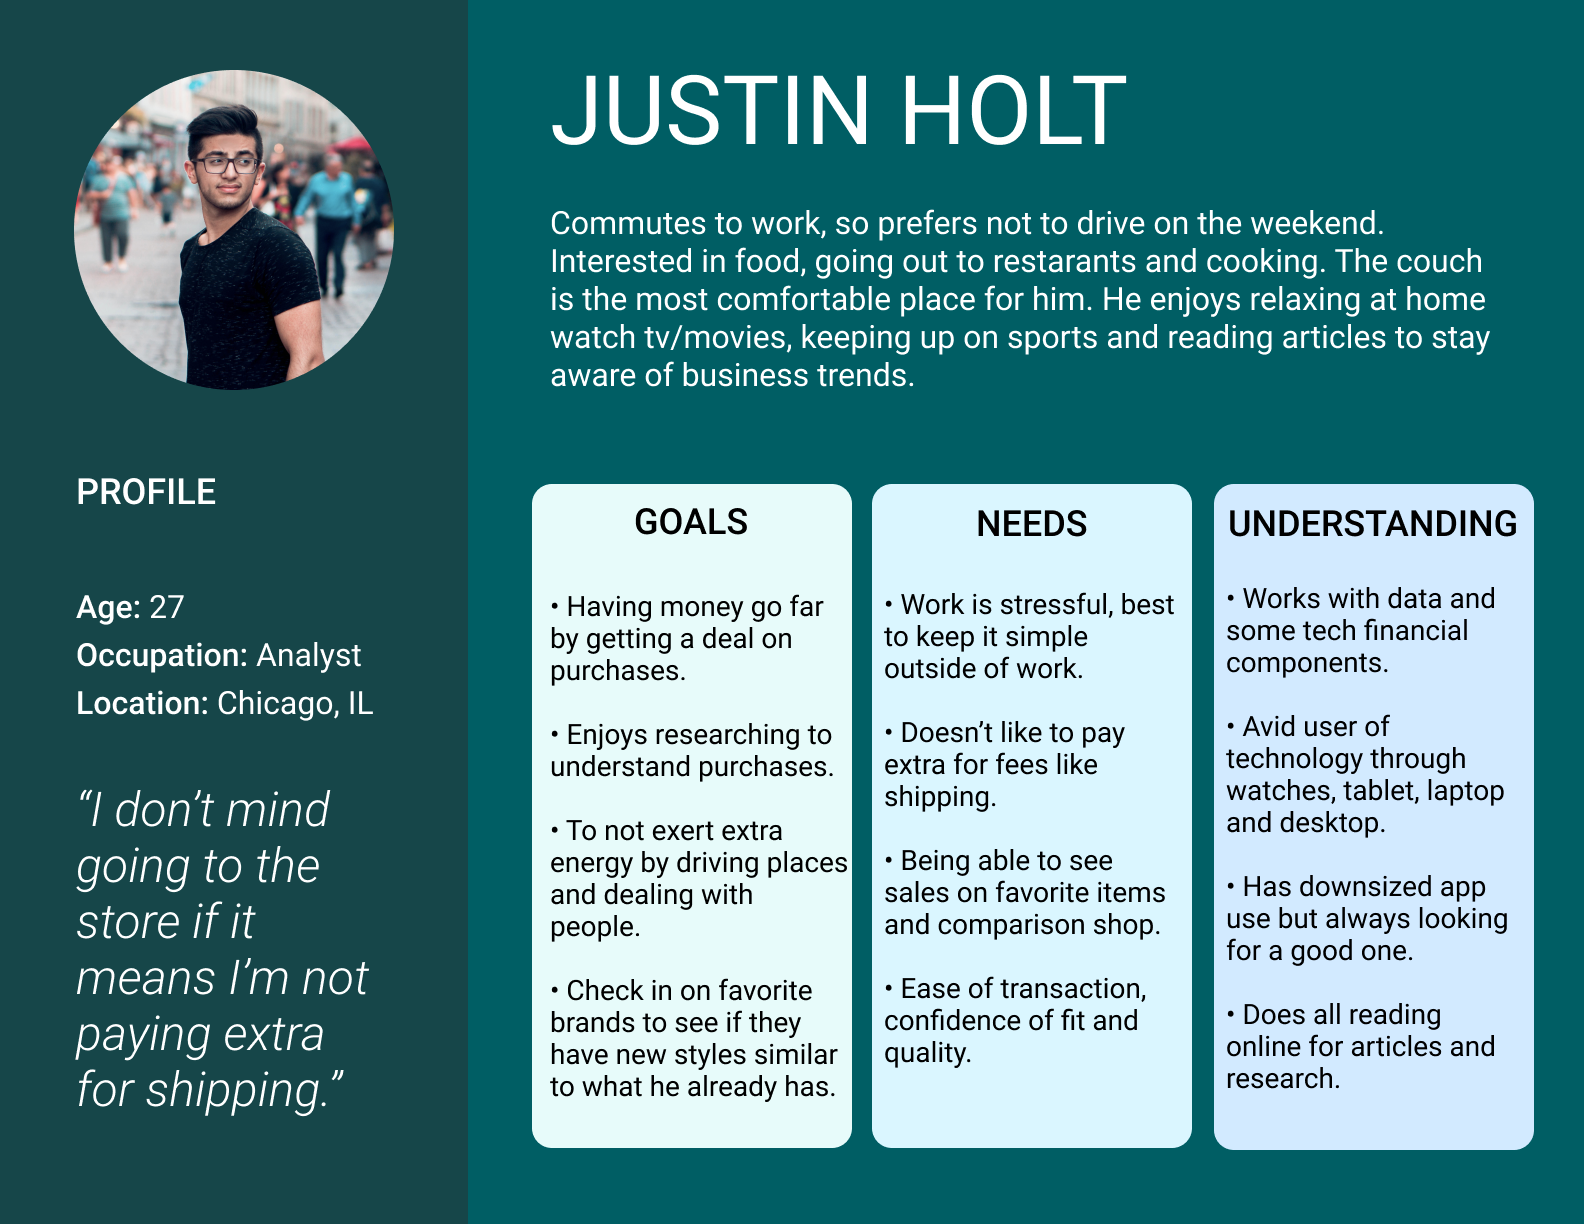 JUSTIN HOLT
Commutes to work, so prefers not to drive on the weekend.
Interested in food, going out to restarants and cooking. The couch
is the most comfortable place for him. He enjoys relaxing at home
watch tv/movies, keeping up on sports and reading articles to stay
aware of business trends.
PROFILE
Age: 27
Occupation: Analyst
Location: Chicago, IL
“I don’t mind
going to the
store if it
means I’m not
paying extra
for shipping.”
GOALS
• Having money go far
by getting a deal on
purchases.
• Enjoys researching to
understand purchases.
• To not exert extra
energy by driving places
and dealing with
people.
• Check in on favorite
brands to see if they
have new styles similar
to what he already has.
NEEDS
• Work is stressful, best
to keep it simple
outside of work.
• Doesn’t like to pay
extra for fees like
shipping.
• Being able to see
sales on favorite items
and comparison shop.
• Ease of transaction,
confidence of fit and
quality.
UNDERSTANDING
• Works with data and
some tech financial
components.
• Avid user of
technology through
watches, tablet, laptop
and desktop.
• Has downsized app
use but always looking
for a good one.
• Does all reading
online for articles and
research.